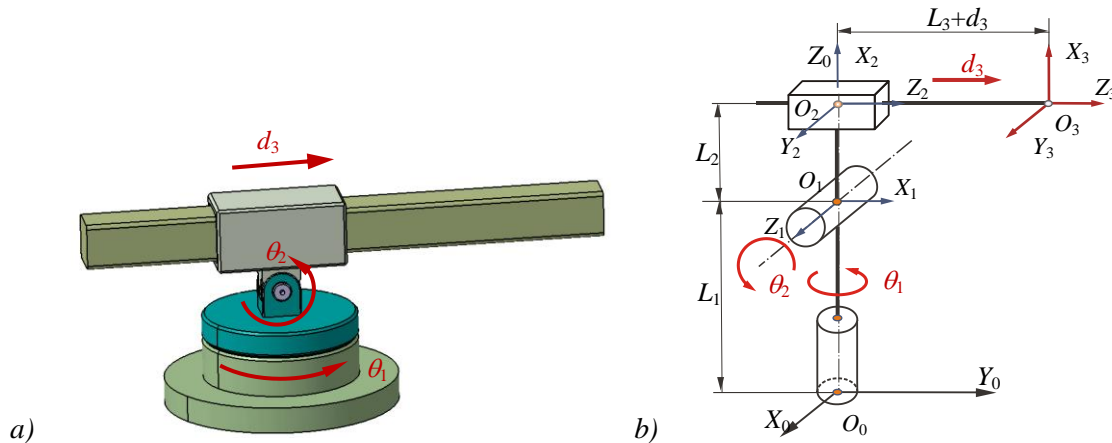 a)
d₃
θ₂
θ₁
b)
L₃+d₃
Z₀ X₂ X₃
d₃
Z₂ Z₃
O₂ O₃
Y₂ Y₃
L₂
O₁ X₁
Z₁
θ₂ θ₁
L₁
Y₀
X₀ O₀